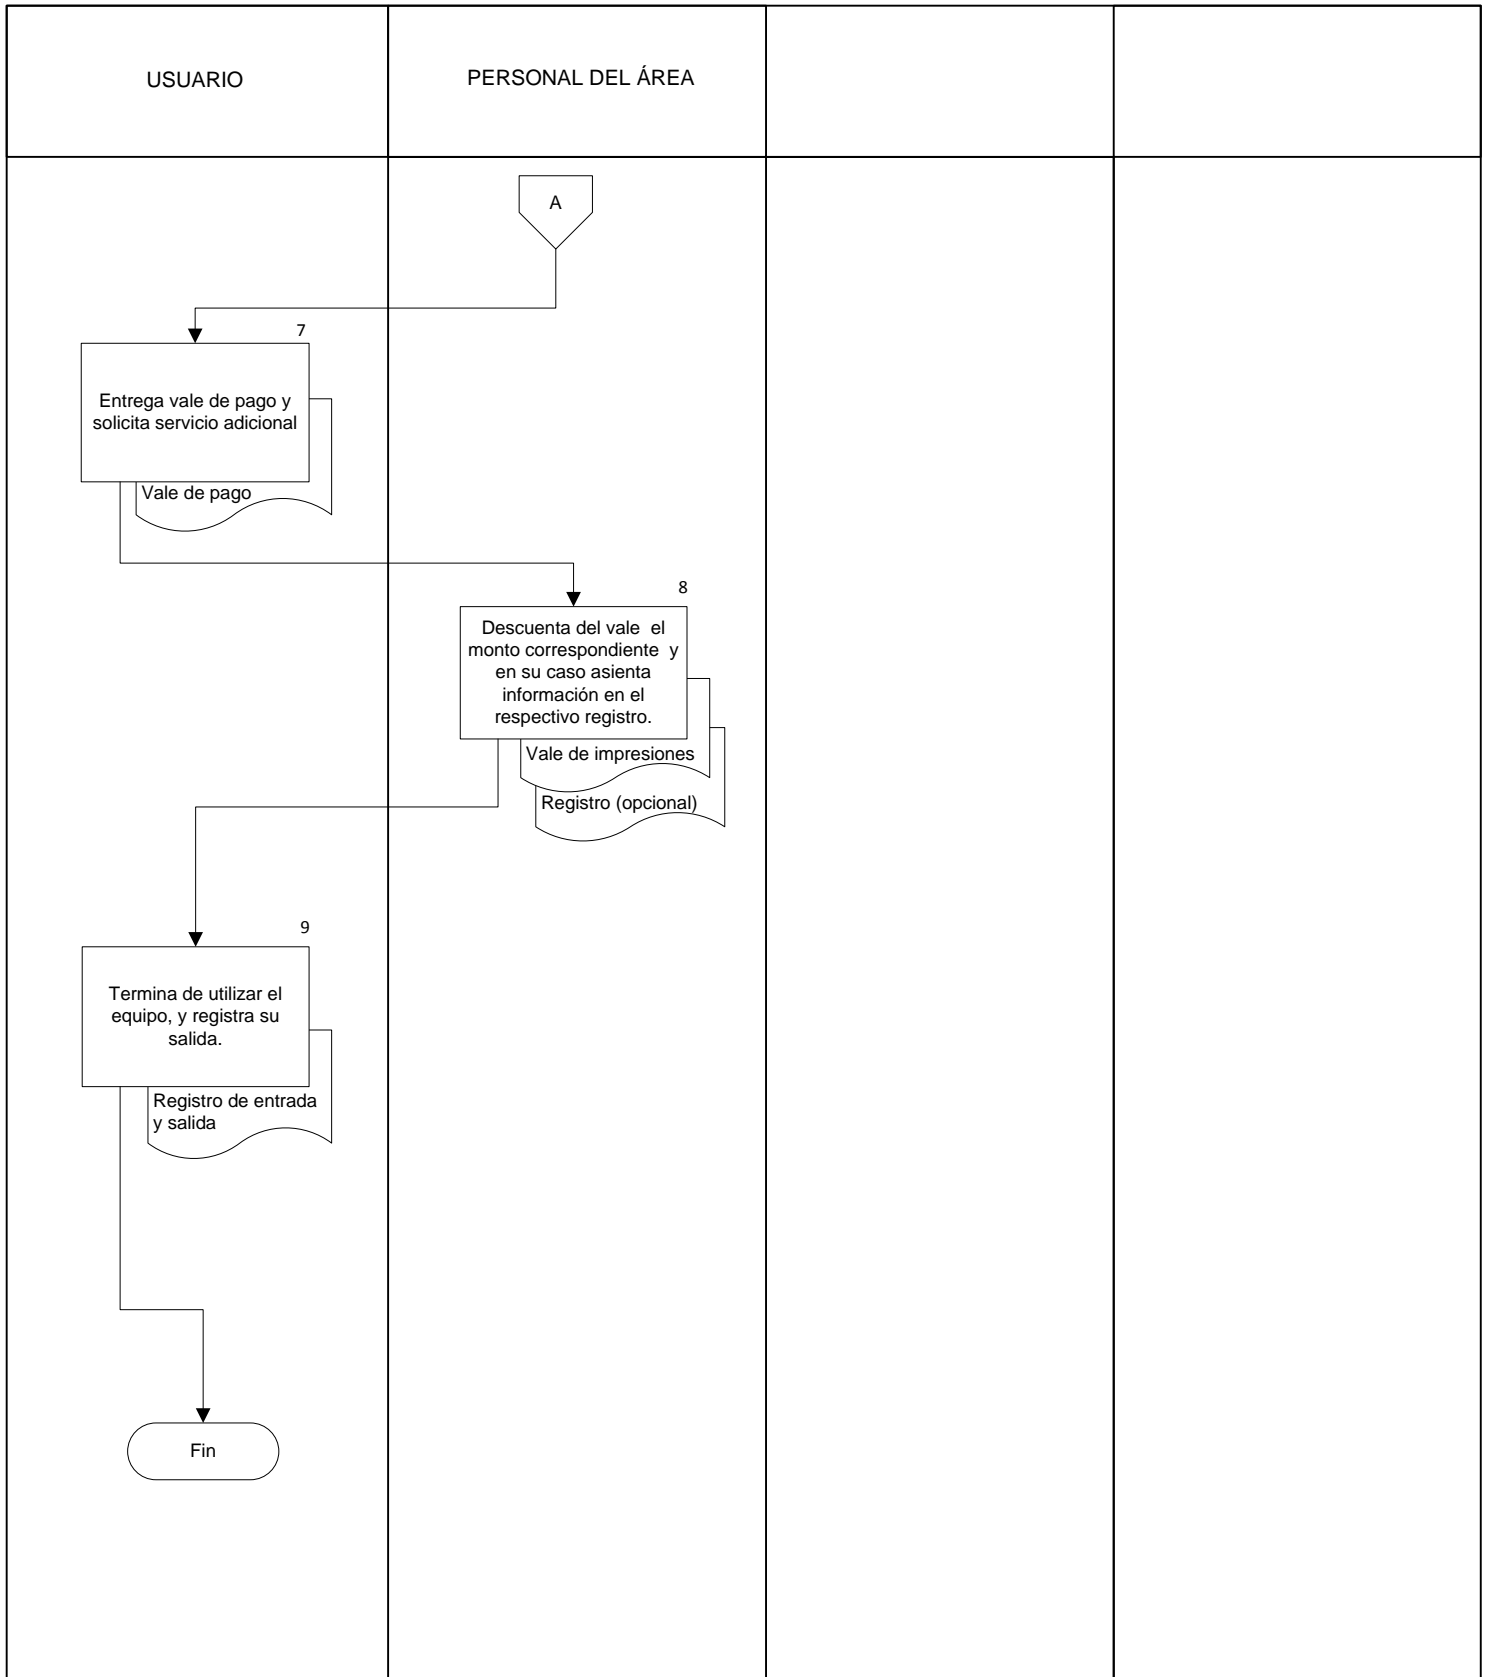 USUARIO
PERSONAL DEL ÁREA
A
7
Entrega vale de pago y
solicita servicio adicional
Vale de pago
8
Descuenta del vale el
monto correspondiente y
en su caso asienta
información en el
respectivo registro.
Vale de impresiones
Registro (opcional)
9
Termina de utilizar el
equipo, y registra su
salida.
Registro de entrada
y salida
Fin